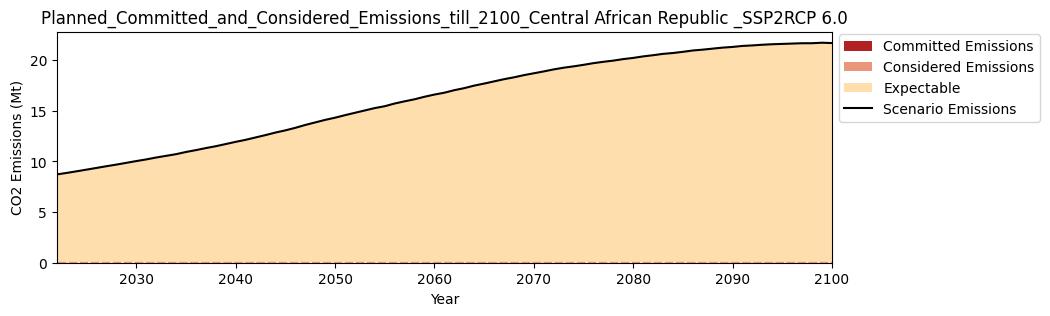 Planned_Committed_and_Considered_Emissions_till_2100_Central African Republic _SSP2RCP 6.0
Committed Emissions
Considered Emissions
Expectable
Scenario Emissions
CO2 Emissions (Mt)
20
15
10
5
0
2030 2040 2050 2060 2070 2080 2090 2100
Year